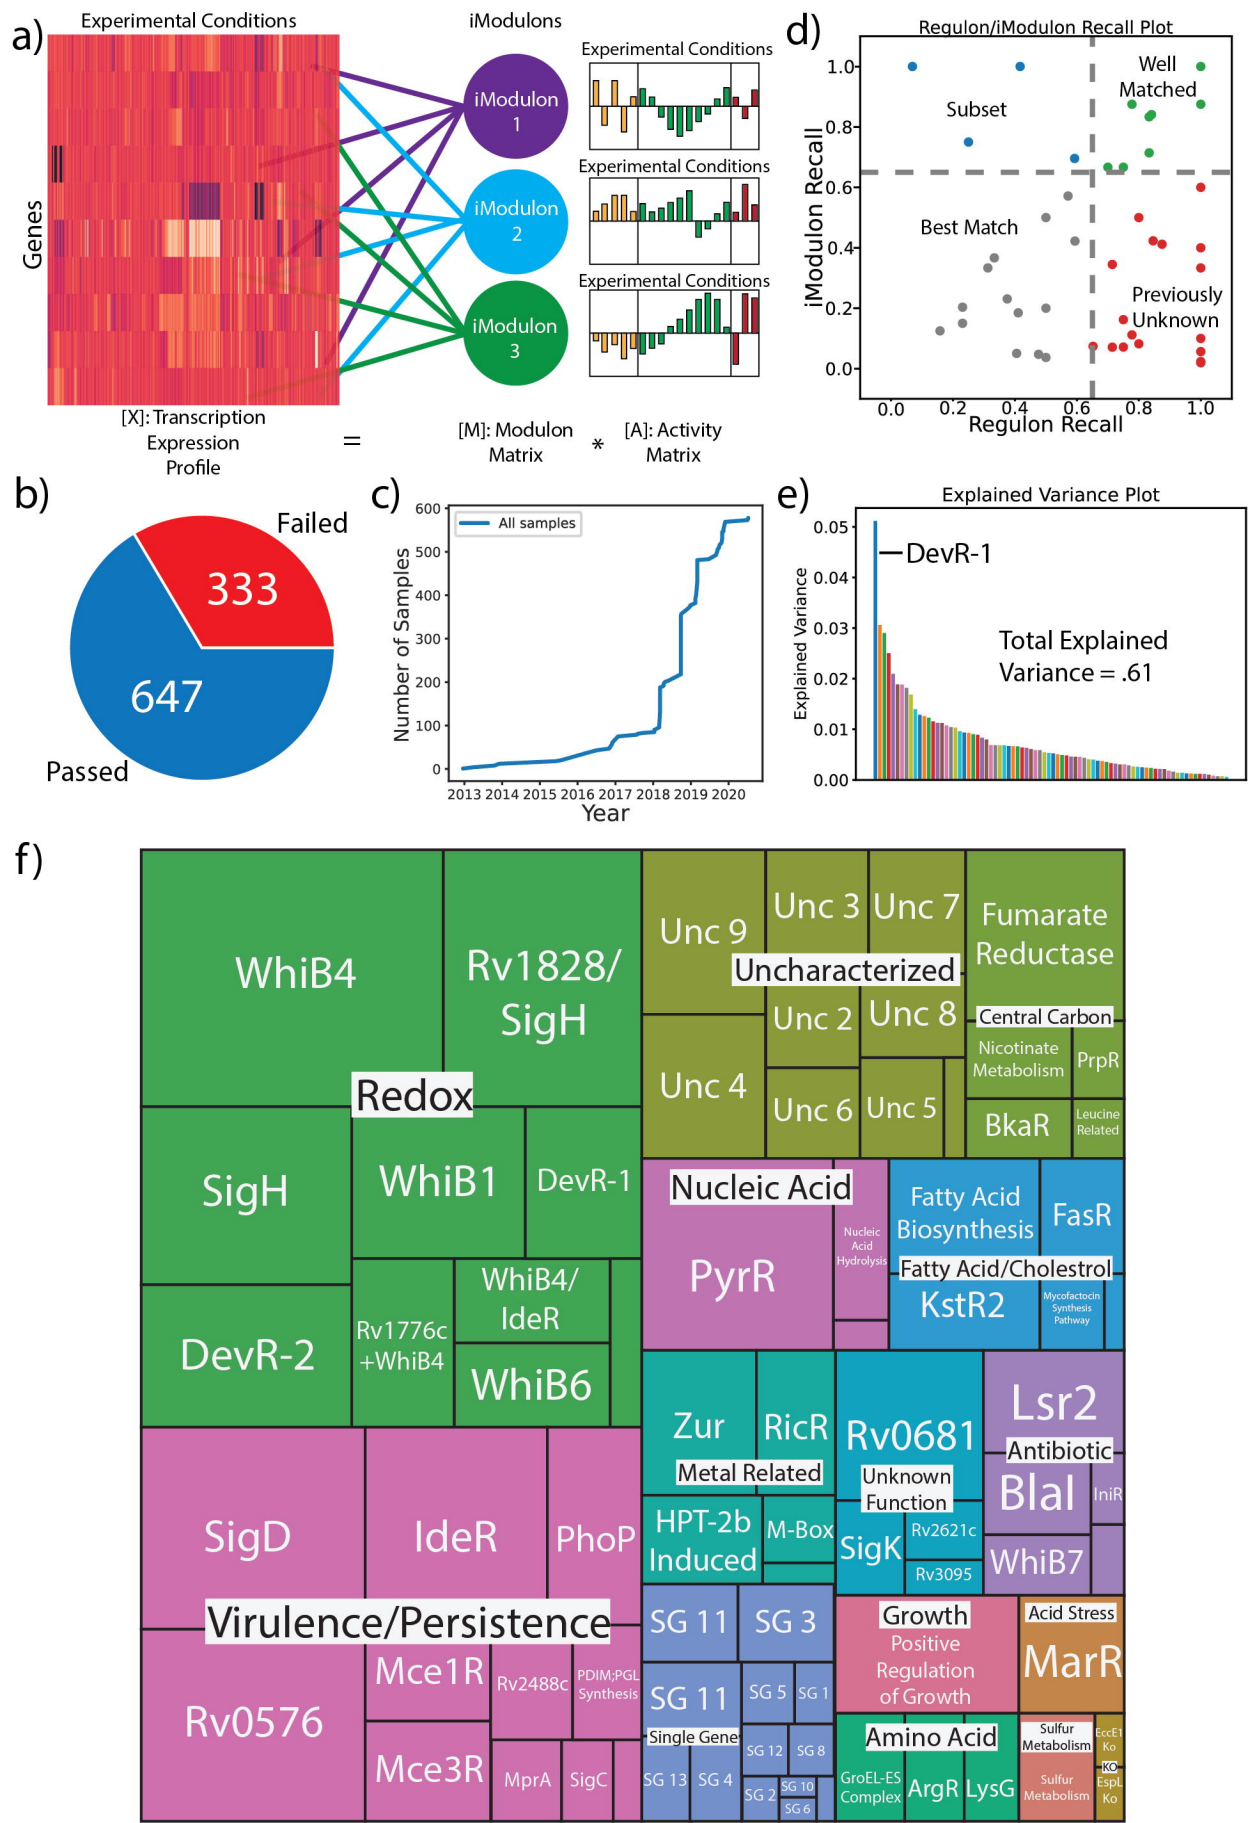 a)
Experimental Conditions
Genes
[X]: Transcription
Expression
Profile
=
iModulons
iModulon
1
iModulon
2
iModulon
3
[M]: Modulon
Matrix
*
Experimental Conditions
Experimental Conditions
Experimental Conditions
[A]: Activity
Matrix
d)
Regulon/iModulon Recall Plot
iModulon Recall
1.0
0.8
0.6
0.4
0.2
0.0
Subset
Well
Matched
Best Match
Previously
Unknown
0.0 0.2 0.4 0.6 0.8 1.0
Regulon Recall
b)
Failed
333
647
Passed
c)
Number of Samples
600
500
400
300
200
100
0
All samples
2013 2014 2015 2016 2017 2018 2019 2020
Year
e)
Explained Variance Plot
Explained Variance
0.05
0.04
0.03
0.02
0.01
0.00
DevR-1
Total Explained
Variance = .61
f)
WhiB4
Rv1828/
SigH
Redox
SigH
WhiB1
DevR-1
DevR-2
Rv1776c
+WhiB4
WhiB4/
IdeR
WhiB6
Unc 9
Unc 3
Unc 7
Uncharacterized
Unc 2
Unc 8
Unc 4
Unc 6
Unc 5
Fumarate
Reductase
Central Carbon
Nicotinate
Metabolism
PrpR
BkaR
Leucine
Related
Nucleic Acid
PyrR
Nucleic
Acid
Hydrolysis
Fatty Acid
Biosynthesis
FasR
Fatty Acid/Cholestrol
KstR2
Mycofactocin
Synthesis
Pathway
SigD
IdeR
PhoP
Virulence/Persistence
Rv0576
Mce1R
Rv2488c
PDIM;PGL
Synthesis
Mce3R
MprA
SigC
Zur
RicR
Metal Related
HPT-2b
Induced
M-Box
Rv0681
Unknown
Function
SigK
Rv2621c
Rv3095
Lsr2
Antibiotic
BlaI
IniR
WhiB7
SG 11
SG 3
SG 11
SG 5
SG 1
Single Gene
SG 12
SG 8
SG 13
SG 4
SG 2
SG 10
SG 6
Growth
Positive
Regulation
of Growth
Acid Stress
MarR
Amino Acid
GroEL-ES
Complex
ArgR
LysG
Sulfur
Metabolism
Sulfur
Metabolism
EccE1
Ko
KO
EspL
Ko